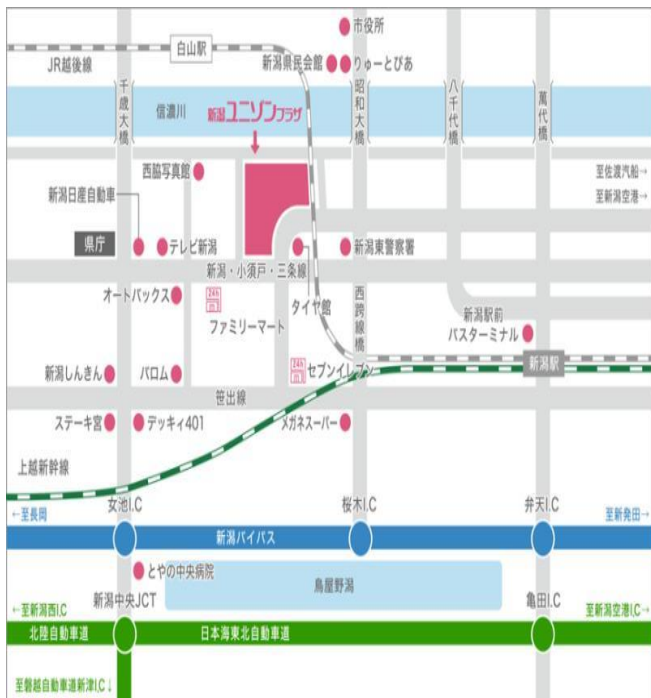 市役所
白山駅
JR越後線
新潟県民会館
りゅーとぴあ
千歳大橋
昭和大橋
八千代橋
萬代橋
信濃川
新潟ユニゾンプラザ
西脇写真館
至佐渡汽船→
至新潟空港→
新潟日産自動車
県庁
テレビ新潟
新潟東警察署
新潟・小須戸・三条線
オートバックス
24h
ファミリーマート
タイヤ館
西跨線橋
新潟駅前
バスターミナル
新潟駅
新潟しんきん
バロム
24h
セブンイレブン
笹出線
ステーキ宮
デッキィ401
メガネスーパー
上越新幹線
女池I.C
桜木I.C
弁天I.C
←至長岡
新潟バイパス
至新発田→
とやの中央病院
鳥屋野潟
新潟中央JCT
亀田I.C
←至新潟西I.C
至新潟空港I.C→
北陸自動車道
日本海東北自動車道
至磐越自動車道新津I.C↓